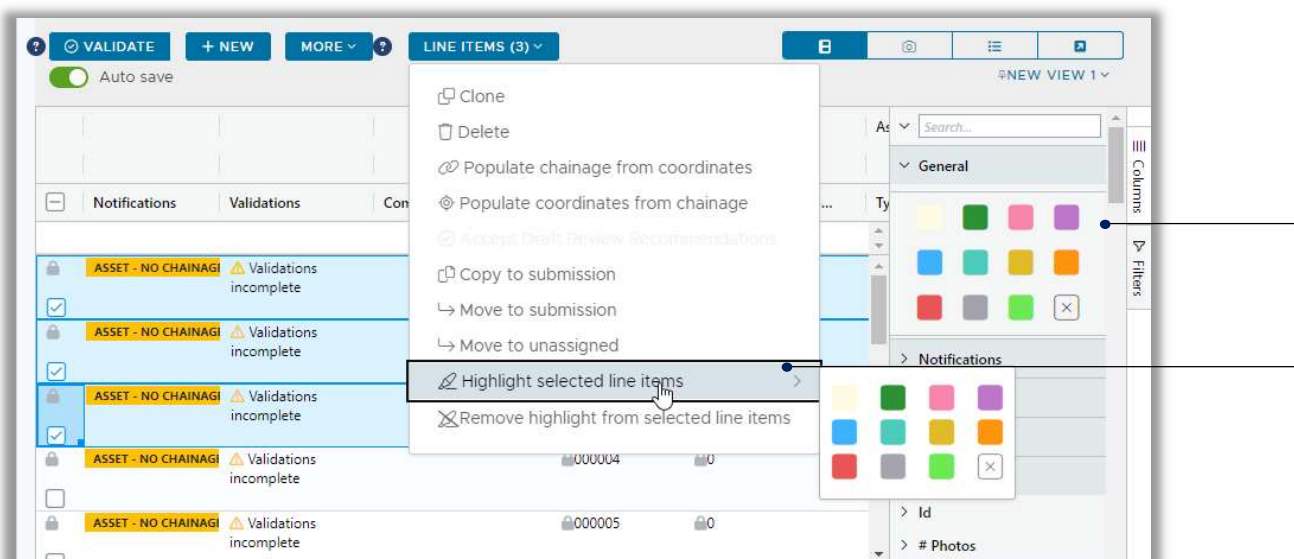 ? VALIDATE + NEW MORE ? LINE ITEMS (3)
Auto save
NEW VIEW 1
Clone
Delete
Populate chainage from coordinates
Populate coordinates from chainage
Accept Draft Review Recommendations
Copy to submission
Move to submission
Move to unassigned
Highlight selected line items
Remove highlight from selected line items
Notifications Validations Com ... Ty
As
ASSET - NO CHAINAGE Validations
incomplete
ASSET - NO CHAINAGE Validations
incomplete
ASSET - NO CHAINAGE Validations
incomplete
ASSET - NO CHAINAGE Validations
incomplete
000004 0
ASSET - NO CHAINAGE Validations
incomplete
000005 0
Search...
General
Notifications
Id
# Photos
Columns
Filters